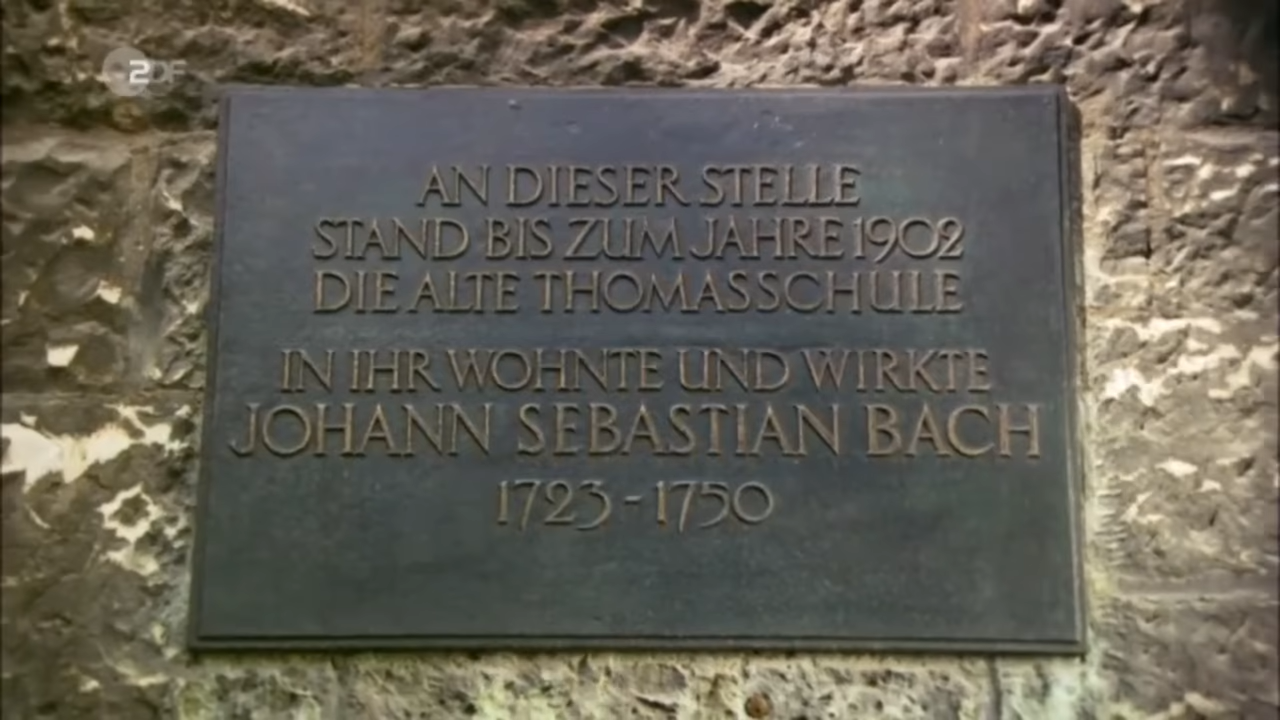 ZDF
AN DIESER STELLE
STAND BIS ZUM JAHRE 1902
DIE ALTE THOMASSCHULE
IN IHR WOHNTE UND WIRKTE
JOHANN SEBASTIAN BACH
1723-1750